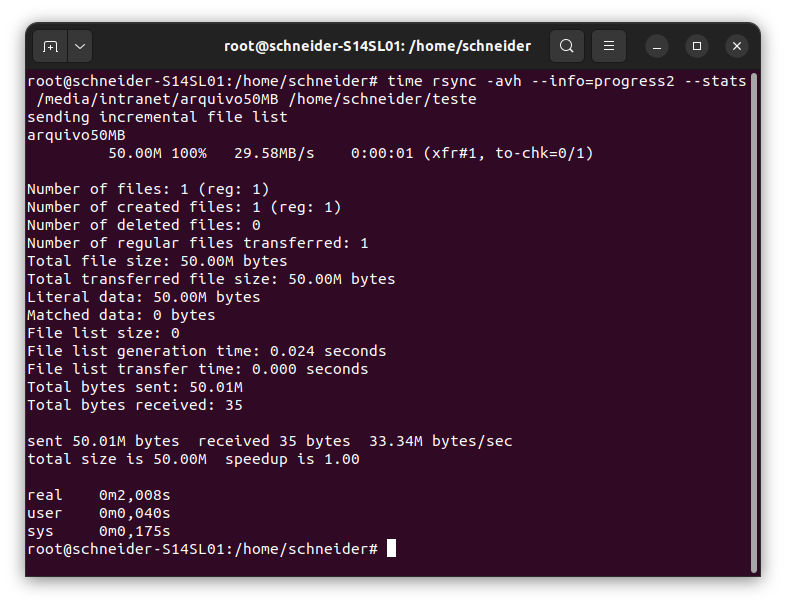 root@schneider-S14SL01: /home/schneider
root@schneider-S14SL01:/home/schneider# time rsync -avh --info=progress2 --stats
/media/intranet/arquivo50MB /home/schneider/teste
sending incremental file list
arquivo50MB
50.00M 100% 29.58MB/s 0:00:01 (xfr#1, to-chk=0/1)
Number of files: 1 (reg: 1)
Number of created files: 1 (reg: 1)
Number of deleted files: 0
Number of regular files transferred: 1
Total file size: 50.00M bytes
Total transferred file size: 50.00M bytes
Literal data: 50.00M bytes
Matched data: 0 bytes
File list size: 0
File list generation time: 0.024 seconds
File list transfer time: 0.000 seconds
Total bytes sent: 50.01M
Total bytes received: 35
sent 50.01M bytes  received 35 bytes  33.34M bytes/sec
total size is 50.00M  speedup is 1.00
real 0m2,008s
user 0m0,040s
sys 0m0,175s
root@schneider-S14SL01:/home/schneider#